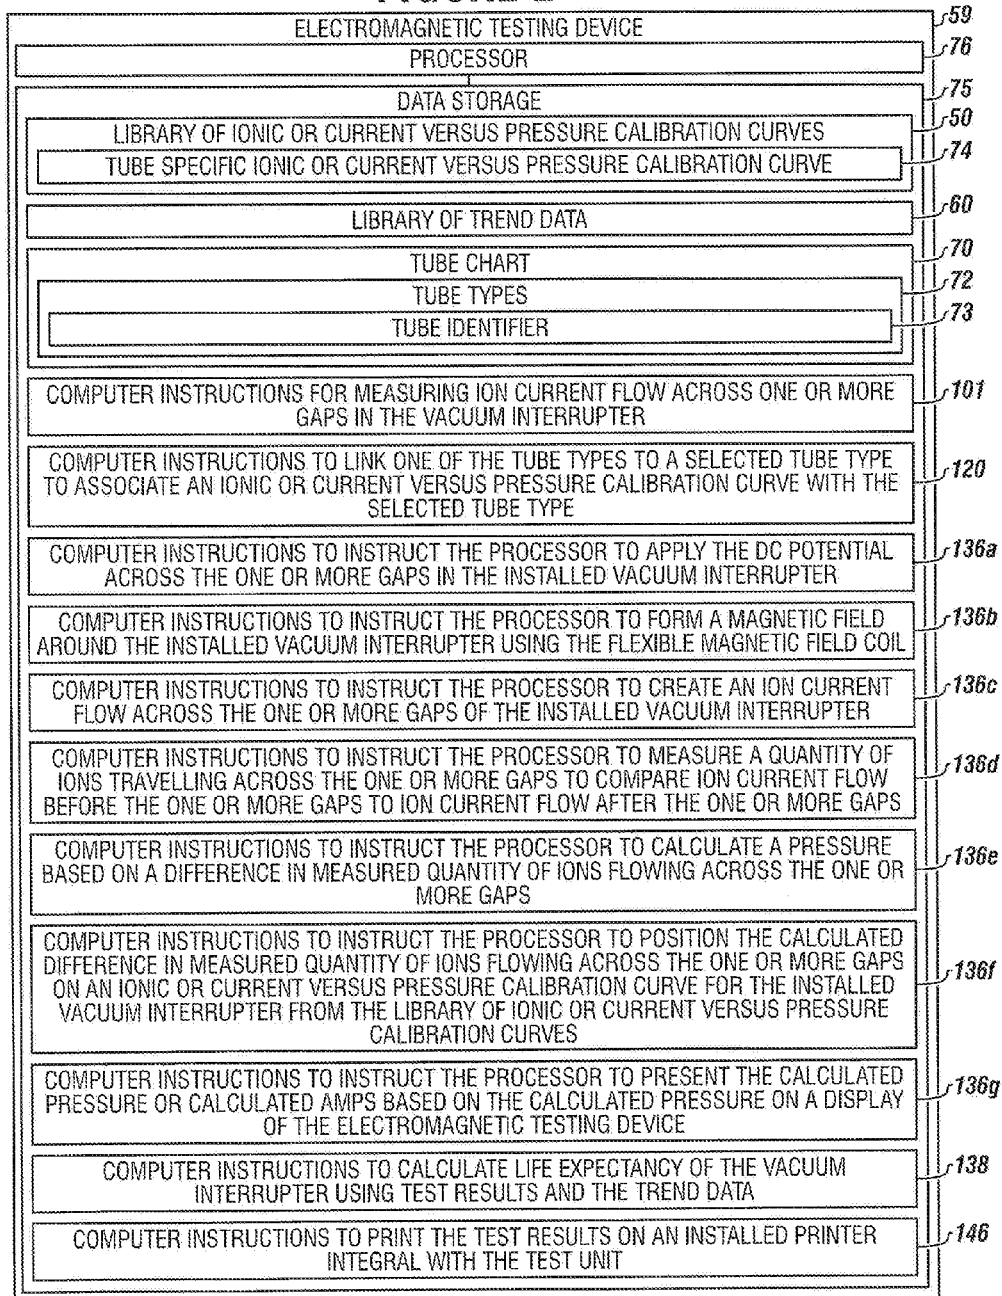 ELECTROMAGNETIC TESTING DEVICE
59
PROCESSOR
76
DATA STORAGE
75
LIBRARY OF IONIC OR CURRENT VERSUS PRESSURE CALIBRATION CURVES
50
TUBE SPECIFIC IONIC OR CURRENT VERSUS PRESSURE CALIBRATION CURVE
74
LIBRARY OF TREND DATA
60
TUBE CHART
70
TUBE TYPES
72
TUBE IDENTIFIER
73
COMPUTER INSTRUCTIONS FOR MEASURING ION CURRENT FLOW ACROSS ONE OR MORE
GAPS IN THE VACUUM INTERRUPTER
101
COMPUTER INSTRUCTIONS TO LINK ONE OF THE TUBE TYPES TO A SELECTED TUBE TYPE
TO ASSOCIATE AN IONIC OR CURRENT VERSUS PRESSURE CALIBRATION CURVE WITH THE
SELECTED TUBE TYPE
120
COMPUTER INSTRUCTIONS TO INSTRUCT THE PROCESSOR TO APPLY THE DC POTENTIAL
ACROSS THE ONE OR MORE GAPS IN THE INSTALLED VACUUM INTERRUPTER
136a
COMPUTER INSTRUCTIONS TO INSTRUCT THE PROCESSOR TO FORM A MAGNETIC FIELD
AROUND THE INSTALLED VACUUM INTERRUPTER USING THE FLEXIBLE MAGNETIC FIELD COIL
136b
COMPUTER INSTRUCTIONS TO INSTRUCT THE PROCESSOR TO CREATE AN ION CURRENT
FLOW ACROSS THE ONE OR MORE GAPS OF THE INSTALLED VACUUM INTERRUPTER
136c
COMPUTER INSTRUCTIONS TO INSTRUCT THE PROCESSOR TO MEASURE A QUANTITY OF
IONS TRAVELLING ACROSS THE ONE OR MORE GAPS TO COMPARE ION CURRENT FLOW
BEFORE THE ONE OR MORE GAPS TO ION CURRENT FLOW AFTER THE ONE OR MORE GAPS
136d
COMPUTER INSTRUCTIONS TO INSTRUCT THE PROCESSOR TO CALCULATE A PRESSURE
BASED ON A DIFFERENCE IN MEASURED QUANTITY OF IONS FLOWING ACROSS THE ONE OR
MORE GAPS
136e
COMPUTER INSTRUCTIONS TO INSTRUCT THE PROCESSOR TO POSITION THE CALCULATED
DIFFERENCE IN MEASURED QUANTITY OF IONS FLOWING ACROSS THE ONE OR MORE GAPS
ON AN IONIC OR CURRENT VERSUS PRESSURE CALIBRATION CURVE FOR THE INSTALLED
VACUUM INTERRUPTER FROM THE LIBRARY OF IONIC OR CURRENT VERSUS PRESSURE
CALIBRATION CURVES
136f
COMPUTER INSTRUCTIONS TO INSTRUCT THE PROCESSOR TO PRESENT THE CALCULATED
PRESSURE OR CALCULATED AMPS BASED ON THE CALCULATED PRESSURE ON A DISPLAY
OF THE ELECTROMAGNETIC TESTING DEVICE
136g
COMPUTER INSTRUCTIONS TO CALCULATE LIFE EXPECTANCY OF THE VACUUM
INTERRUPTER USING TEST RESULTS AND THE TREND DATA
138
COMPUTER INSTRUCTIONS TO PRINT THE TEST RESULTS ON AN INSTALLED PRINTER
INTEGRAL WITH THE TEST UNIT
146